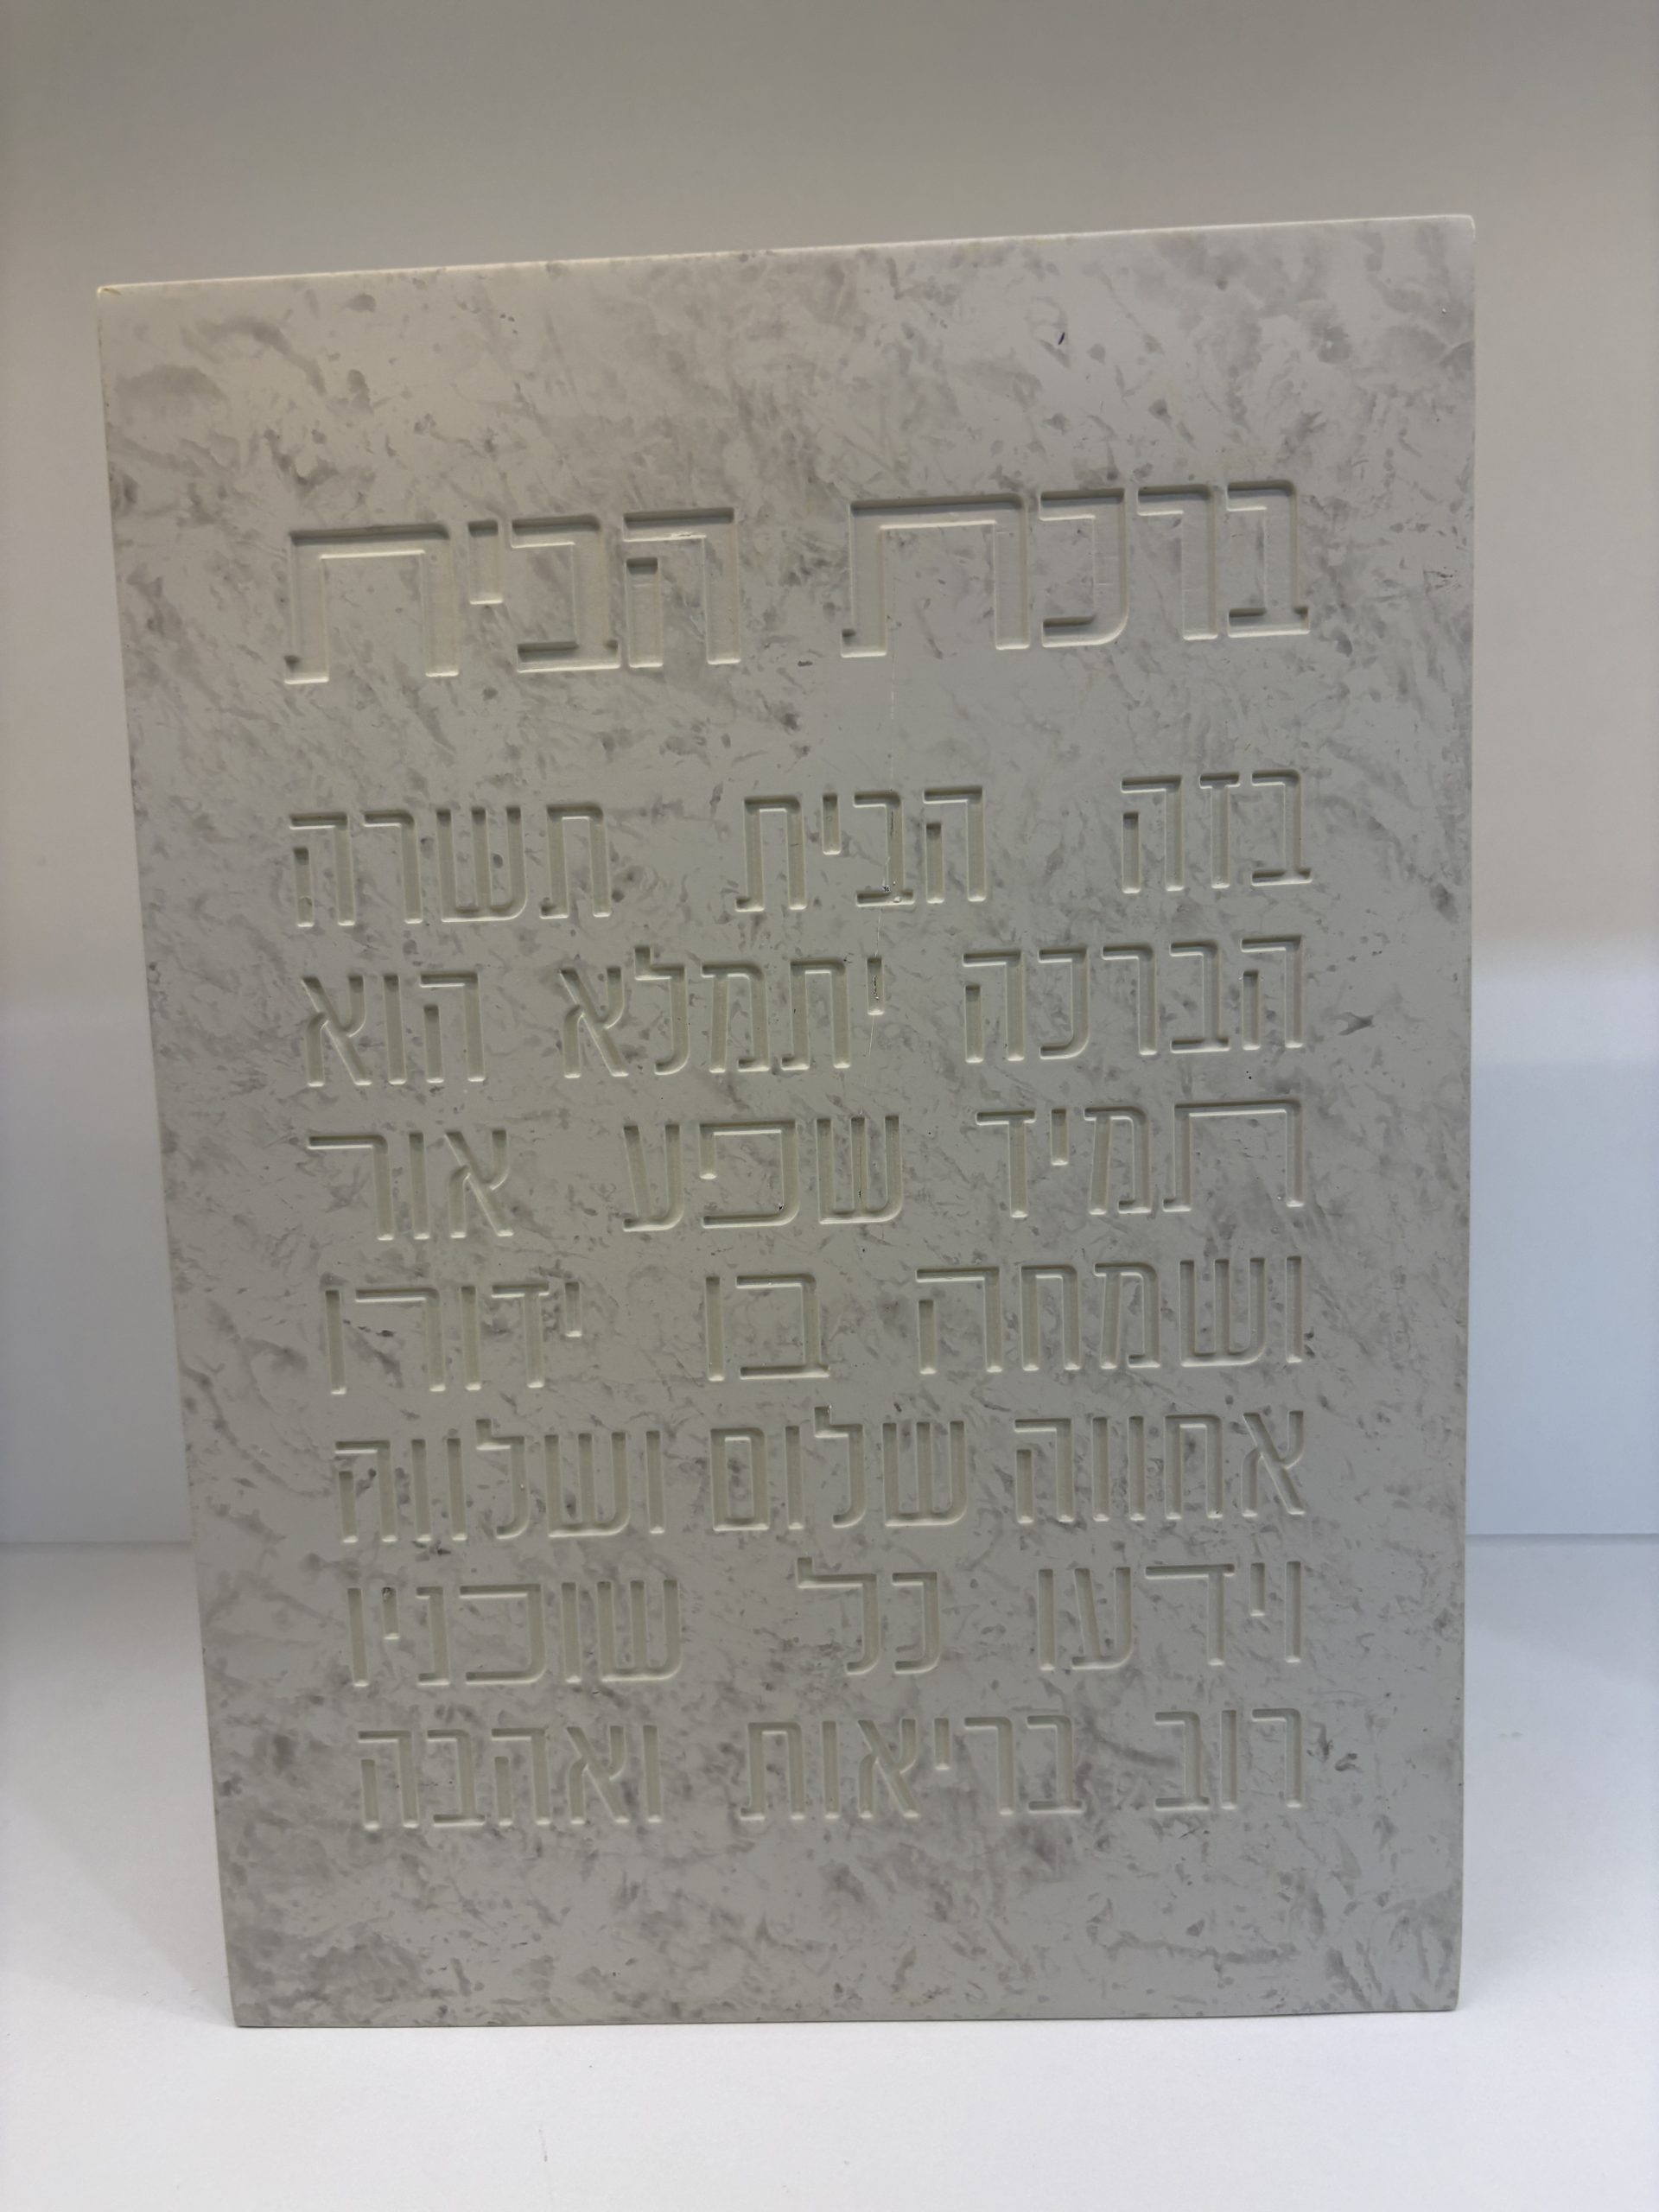 ברכת הבית
בזה הבית תשרה
הברכה יתמלא הוא
תמיד שפע אור
ושמחה בו ידורו
אחווה שלום ושלווה
וידעו כל שוכניו
רוב בריאות ואהבה